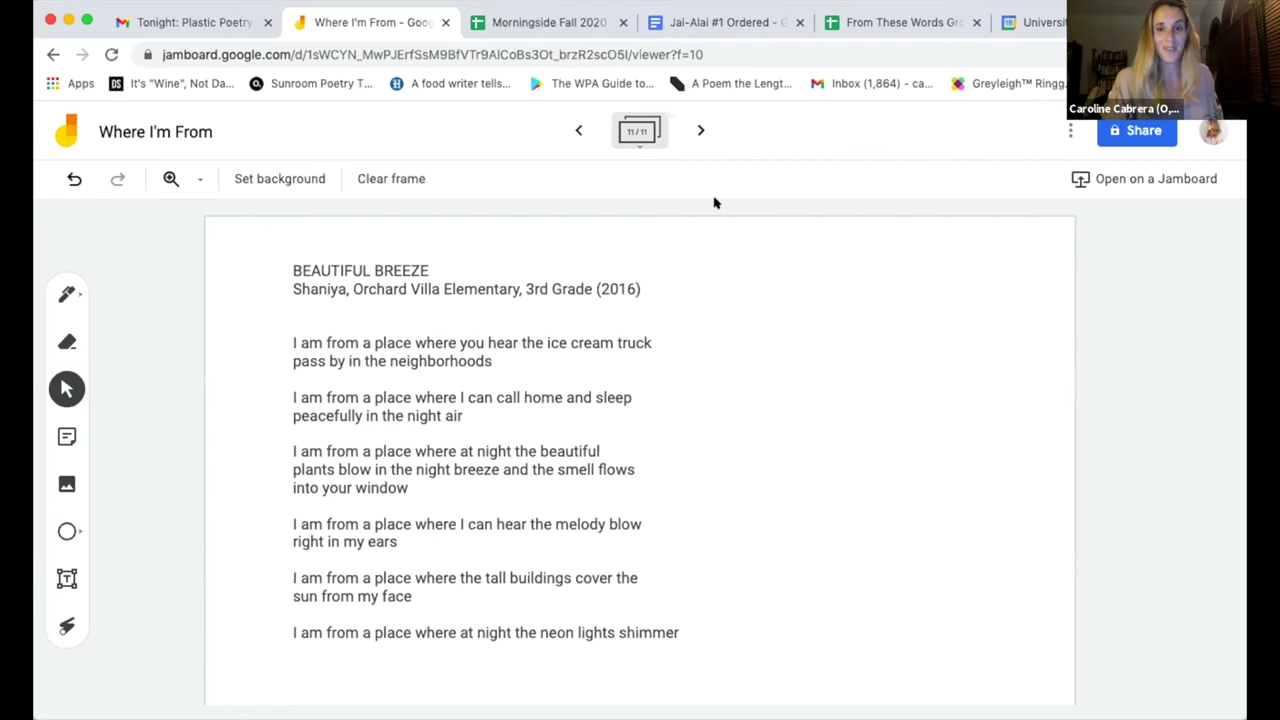 Tonight: Plastic Poetry
Where I'm From - Goo
Morningside Fall 2020
Jai-Alai #1 Ordered - G
From These Words Gr
Univers
jamboard.google.com/d/1sWCYN_MwPJErfSsM9BfVTr9AlCoBs3Ot_brzR2scO5I/viewer?f=10
Apps
It's "Wine", Not Da...
Sunroom Poetry T...
A food writer tells...
The WPA Guide to...
A Poem the Lengt...
Inbox (1,864) - ca...
Greyleigh™ Ringg
Caroline Cabrera (O,...
Where I'm From
11 / 11
Share
Set background
Clear frame
Open on a Jamboard
BEAUTIFUL BREEZE
Shaniya, Orchard Villa Elementary, 3rd Grade (2016)
I am from a place where you hear the ice cream truck
pass by in the neighborhoods
I am from a place where I can call home and sleep
peacefully in the night air
I am from a place where at night the beautiful
plants blow in the night breeze and the smell flows
into your window
I am from a place where I can hear the melody blow
right in my ears
I am from a place where the tall buildings cover the
sun from my face
I am from a place where at night the neon lights shimmer